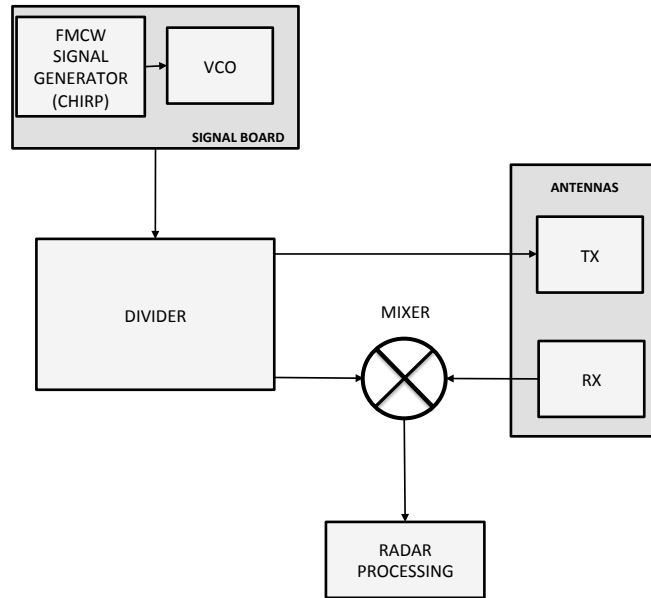 FMCW
SIGNAL
GENERATOR
(CHIRP)
VCO
SIGNAL BOARD
ANTENNAS
TX
DIVIDER
MIXER
RX
RADAR
PROCESSING